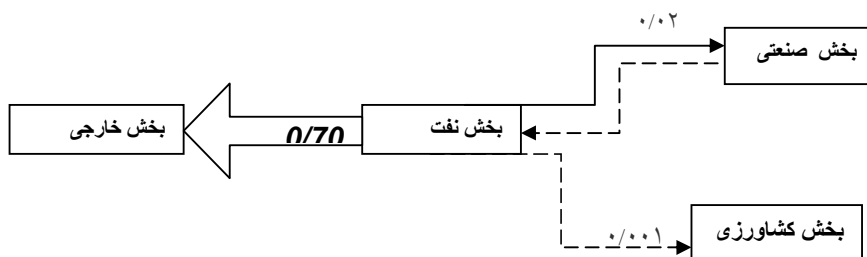 ۰/۰۲
بخش صنعتی
بخش خارجی
0/70
بخش نفت
۰/۰۰۱
بخش کشاورزی